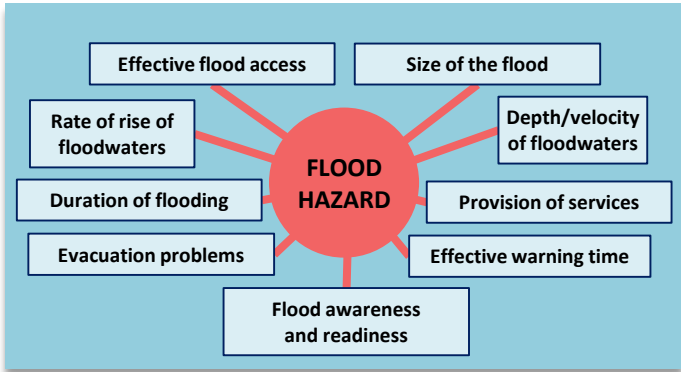 Effective flood access
Size of the flood
Rate of rise of
floodwaters
Depth/velocity
of floodwaters
FLOOD
HAZARD
Duration of flooding
Provision of services
Evacuation problems
Effective warning time
Flood awareness
and readiness